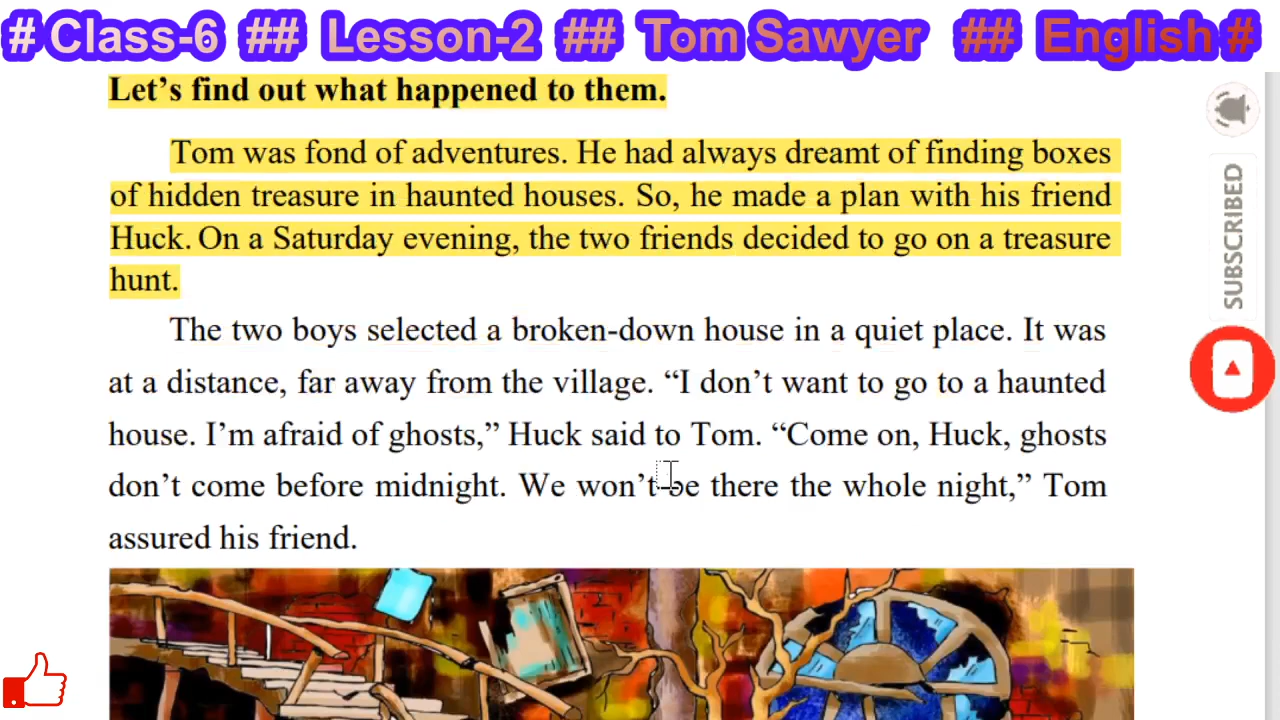 # Class-6 ## Lesson-2 ## Tom Sawyer ## English #
Let’s find out what happened to them.
Tom was fond of adventures. He had always dreamt of finding boxes
of hidden treasure in haunted houses. So, he made a plan with his friend
Huck. On a Saturday evening, the two friends decided to go on a treasure
hunt.
The two boys selected a broken-down house in a quiet place. It was
at a distance, far away from the village. “I don’t want to go to a haunted
house. I’m afraid of ghosts,” Huck said to Tom. “Come on, Huck, ghosts
don’t come before midnight. We won’t be there the whole night,” Tom
assured his friend.
SUBSCRIBED